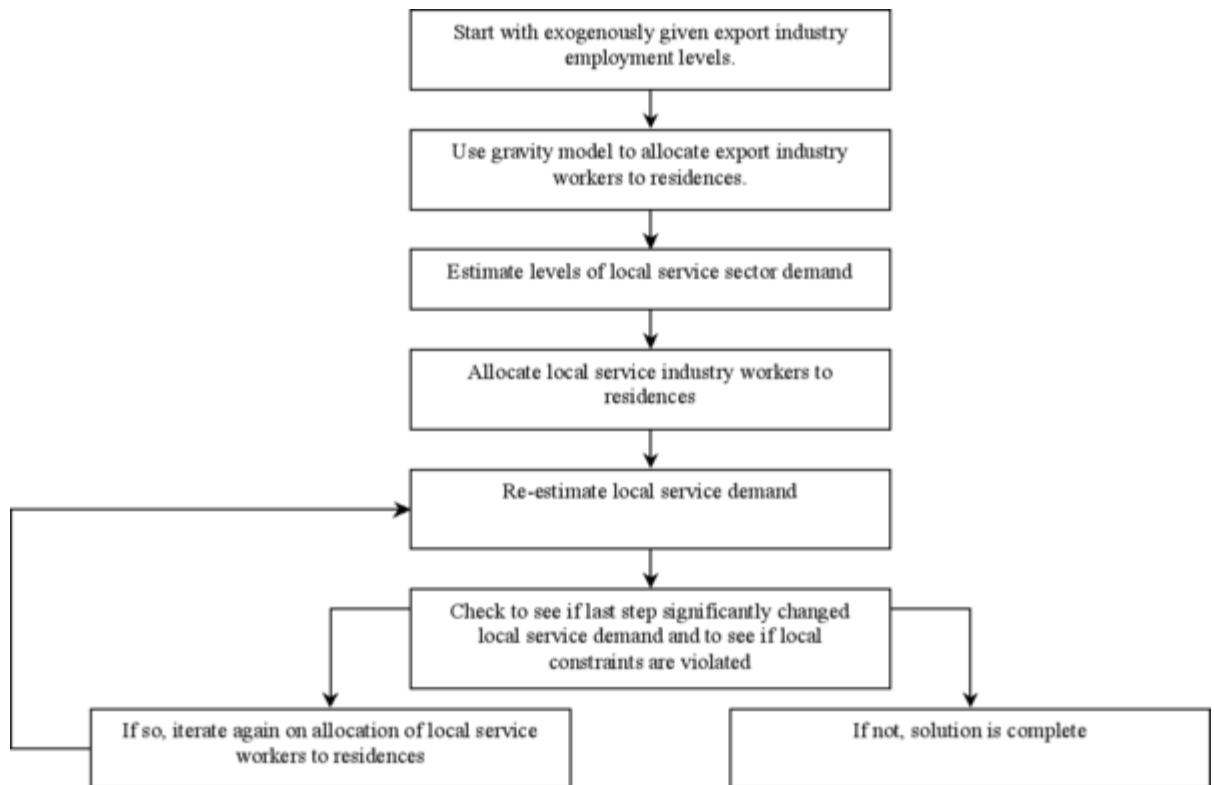 Start with exogenously given export industry
employment levels.
Use gravity model to allocate export industry
workers to residences.
Estimate levels of local service sector demand
Allocate local service industry workers to
residences
Re-estimate local service demand
Check to see if last step significantly changed
local service demand and to see if local
constraints are violated
If so, iterate again on allocation of local service
workers to residences
If not, solution is complete